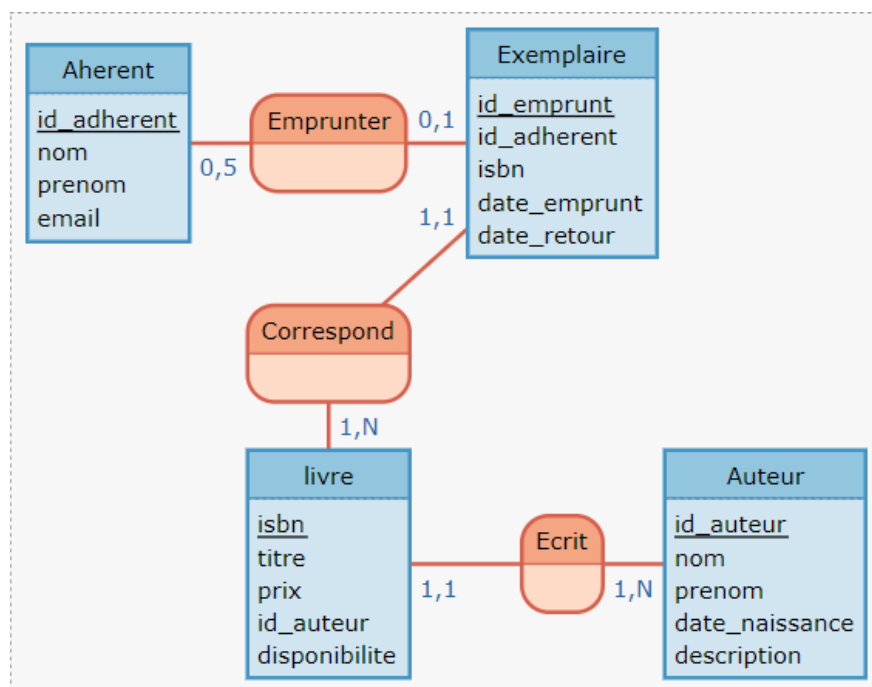 Aherent
id_adherent
nom
prenom
email
0,5
Emprunter
0,1
Exemplaire
id_emprunt
id_adherent
isbn
date_emprunt
date_retour
1,1
Correspond
1,N
livre
isbn
titre
prix
id_auteur
disponibilite
1,1
Ecrit
1,N
Auteur
id_auteur
nom
prenom
date_naissance
description